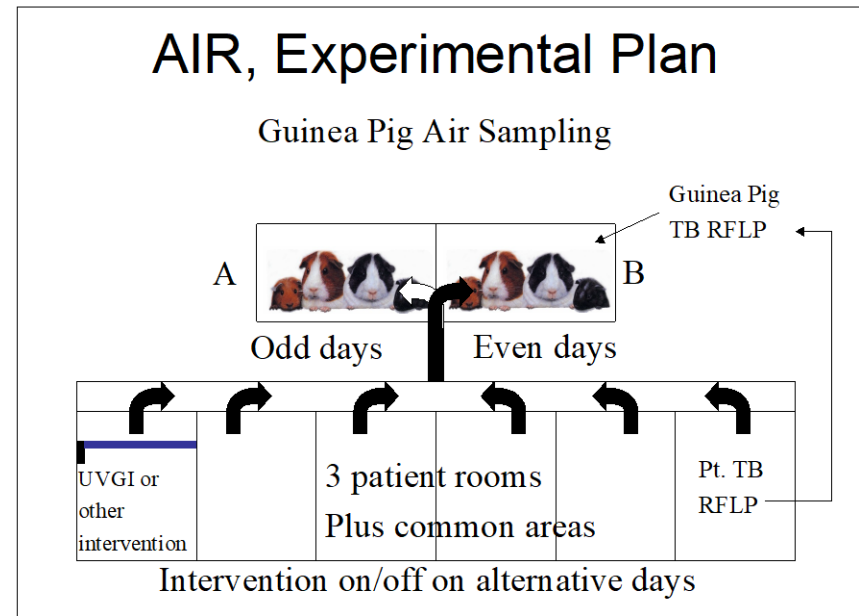 AIR, Experimental Plan
Guinea Pig Air Sampling
Guinea Pig
TB RFLP
A
B
Odd days
Even days
UVGI or
other
intervention
3 patient rooms
Plus common areas
Pt. TB
RFLP
Intervention on/off on alternative days